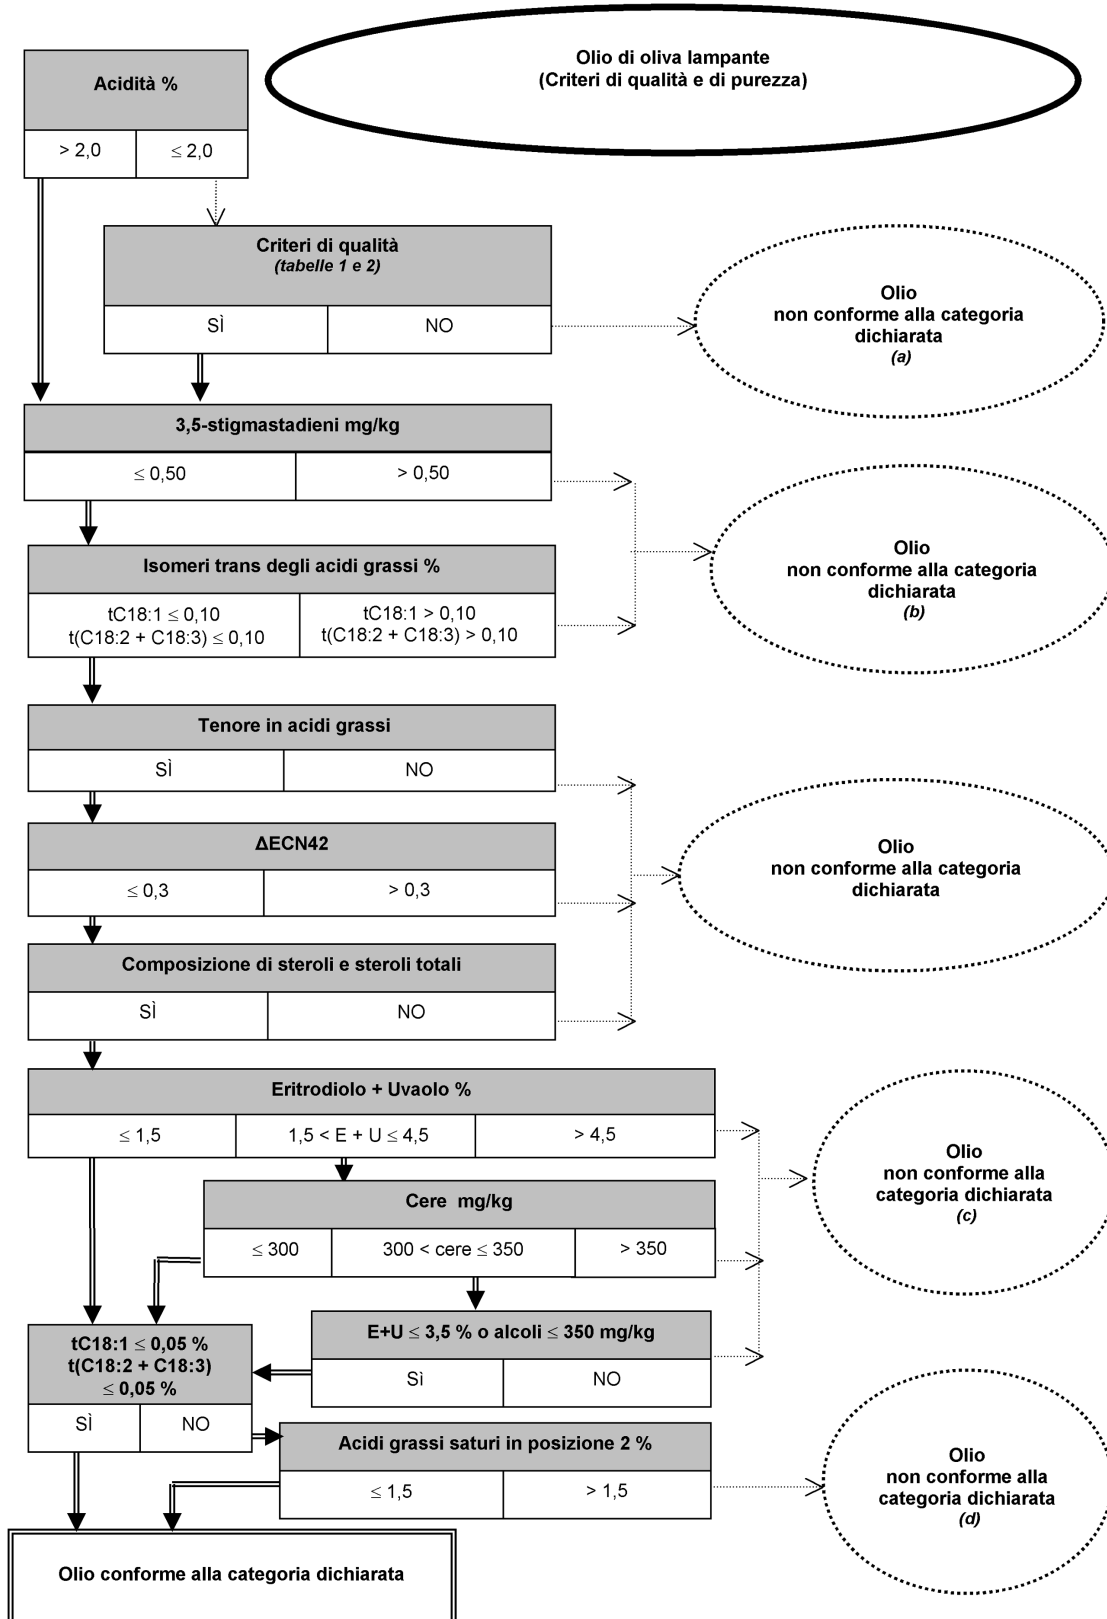 Olio di oliva lampante
(Criteri di qualità e di purezza)
Acidità %
> 2,0
≤ 2,0
Criteri di qualità
(tabelle 1 e 2)
SÌ
NO
Olio
non conforme alla categoria
dichiarata
(a)
3,5-stigmastadieni mg/kg
≤ 0,50
> 0,50
Olio
non conforme alla categoria
dichiarata
(b)
Isomeri trans degli acidi grassi %
tC18:1 ≤ 0,10
t(C18:2 + C18:3) ≤ 0,10
tC18:1 > 0,10
t(C18:2 + C18:3) > 0,10
Tenore in acidi grassi
SÌ
NO
ΔECN42
≤ 0,3
> 0,3
Olio
non conforme alla categoria
dichiarata
Composizione di steroli e steroli totali
SÌ
NO
Eritrodiolo + Uvaolo %
≤ 1,5
1,5 < E + U ≤ 4,5
> 4,5
Olio
non conforme alla
categoria dichiarata
(c)
Cere mg/kg
≤ 300
300 < cere ≤ 350
> 350
E+U ≤ 3,5 % o alcoli ≤ 350 mg/kg
Sì
NO
tC18:1 ≤ 0,05 %
t(C18:2 + C18:3)
≤ 0,05 %
SÌ
NO
Acidi grassi saturi in posizione 2 %
≤ 1,5
> 1,5
Olio
non conforme alla
categoria dichiarata
(d)
Olio conforme alla categoria dichiarata